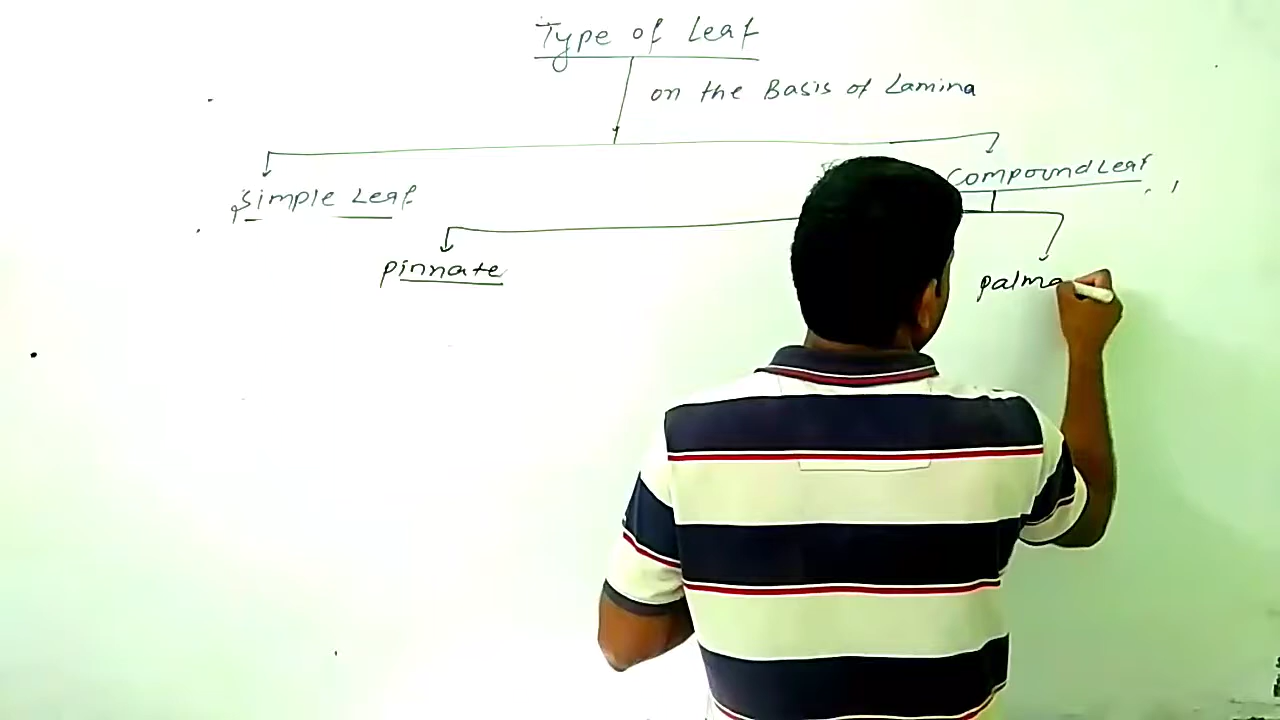 Type of Leaf
on the Basis of Lamina
Simple Leaf
Compound Leaf
pinnate
palma